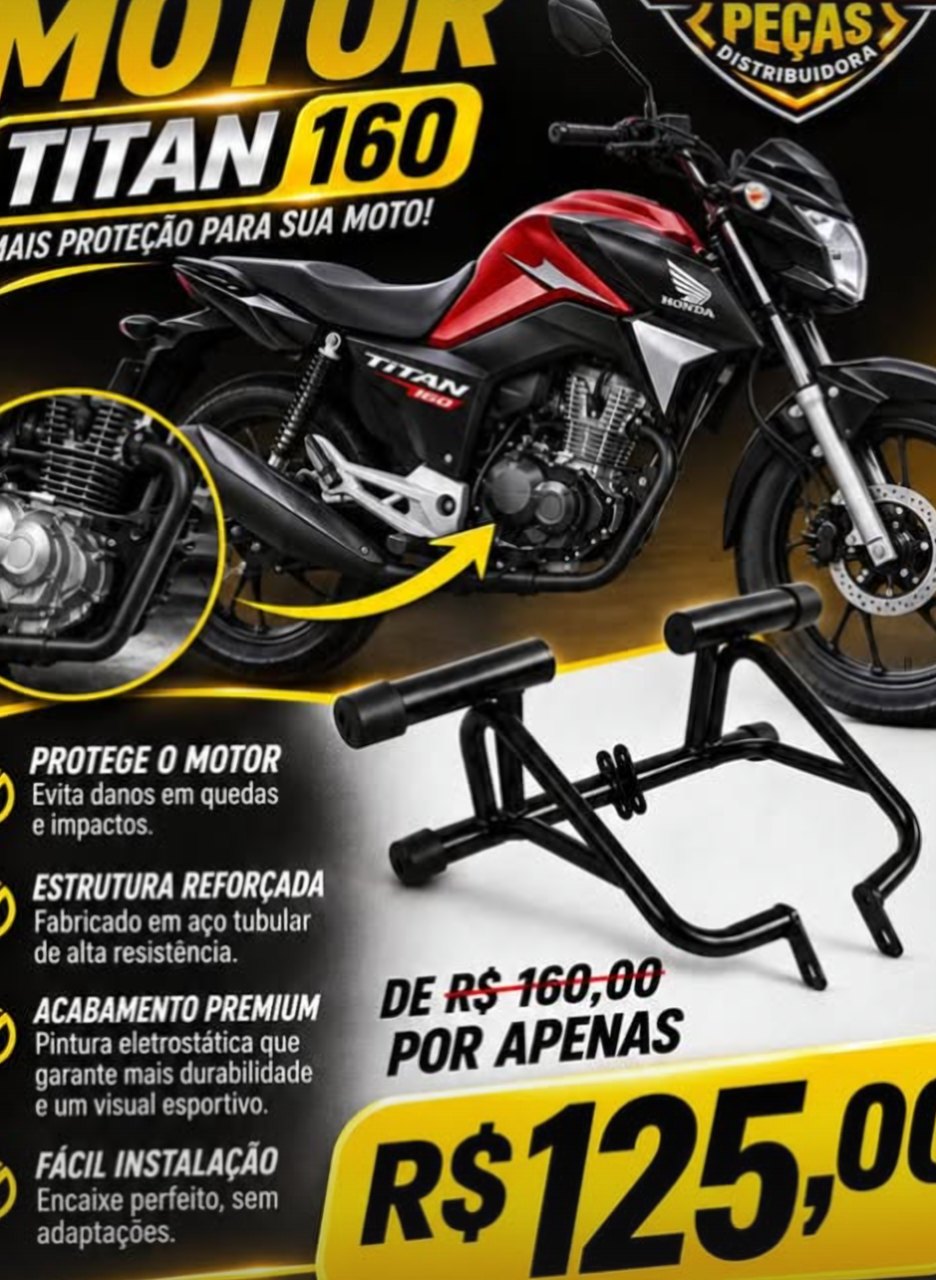 MOTOR
TITAN 160
MAIS PROTEÇÃO PARA SUA MOTO!
PEÇAS
DISTRIBUIDORA
HONDA
TITAN
160
PROTEGE O MOTOR
Evita danos em quedas
e impactos.
ESTRUTURA REFORÇADA
Fabricado em aço tubular
de alta resistência.
ACABAMENTO PREMIUM
Pintura eletrostática que
garante mais durabilidade
e um visual esportivo.
FÁCIL INSTALAÇÃO
Encaixe perfeito, sem
adaptações.
DE R$ 160,00
POR APENAS
R$125,00